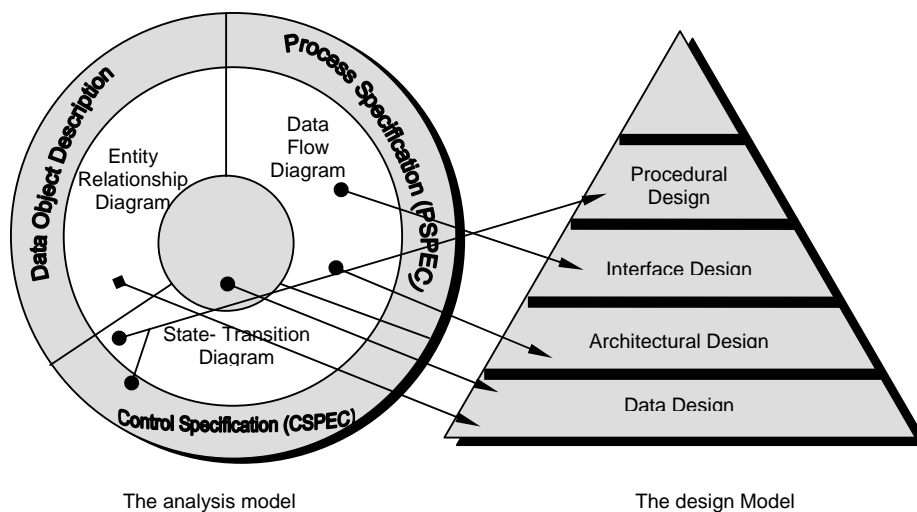 Data Object Description
Process Specification (PSPEC)
Entity
Relationship
Diagram
Data
Flow
Diagram
State- Transition
Diagram
Control Specification (CSPEC)
Procedural
Design
Interface Design
Architectural Design
Data Design
The analysis model
The design Model